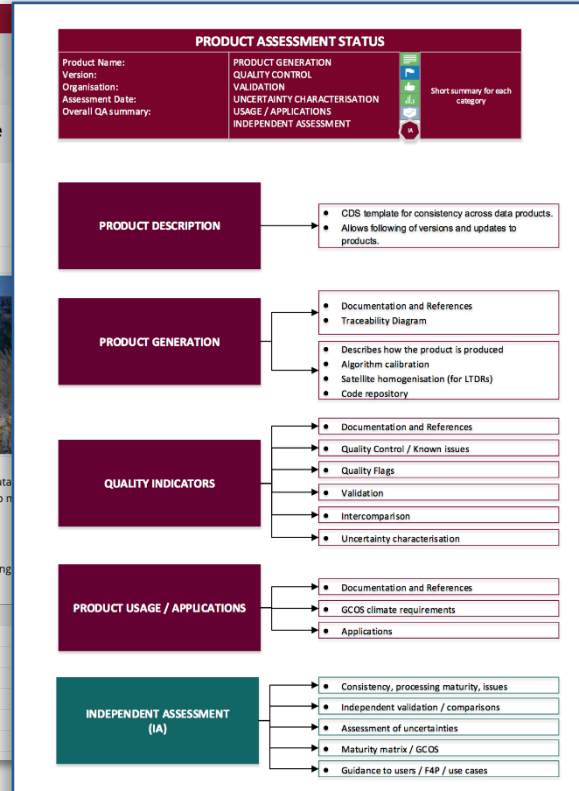 PRODUCT ASSESSMENT STATUS
Product Name:
Version:
Organisation:
Assessment Date:
Overall QA summary:
PRODUCT GENERATION
QUALITY CONTROL
VALIDATION
UNCERTAINTY CHARACTERISATION
USAGE / APPLICATIONS
INDEPENDENT ASSESSMENT
IA
Short summary for each
category
PRODUCT DESCRIPTION
• CDS template for consistency across data products.
• Allows following of versions and updates to
products.
PRODUCT GENERATION
• Documentation and References
• Traceability Diagram
• Describes how the product is produced
• Algorithm calibration
• Satellite homogenisation (for LTDRs)
• Code repository
QUALITY INDICATORS
• Documentation and References
• Quality Control / Known issues
• Quality Flags
• Validation
• Intercomparison
• Uncertainty characterisation
PRODUCT USAGE / APPLICATIONS
• Documentation and References
• GCOS climate requirements
• Applications
INDEPENDENT ASSESSMENT
(IA)
• Consistency, processing maturity, issues
• Independent validation / comparisons
• Assessment of uncertainties
• Maturity matrix / GCOS
• Guidance to users / F4P / use cases